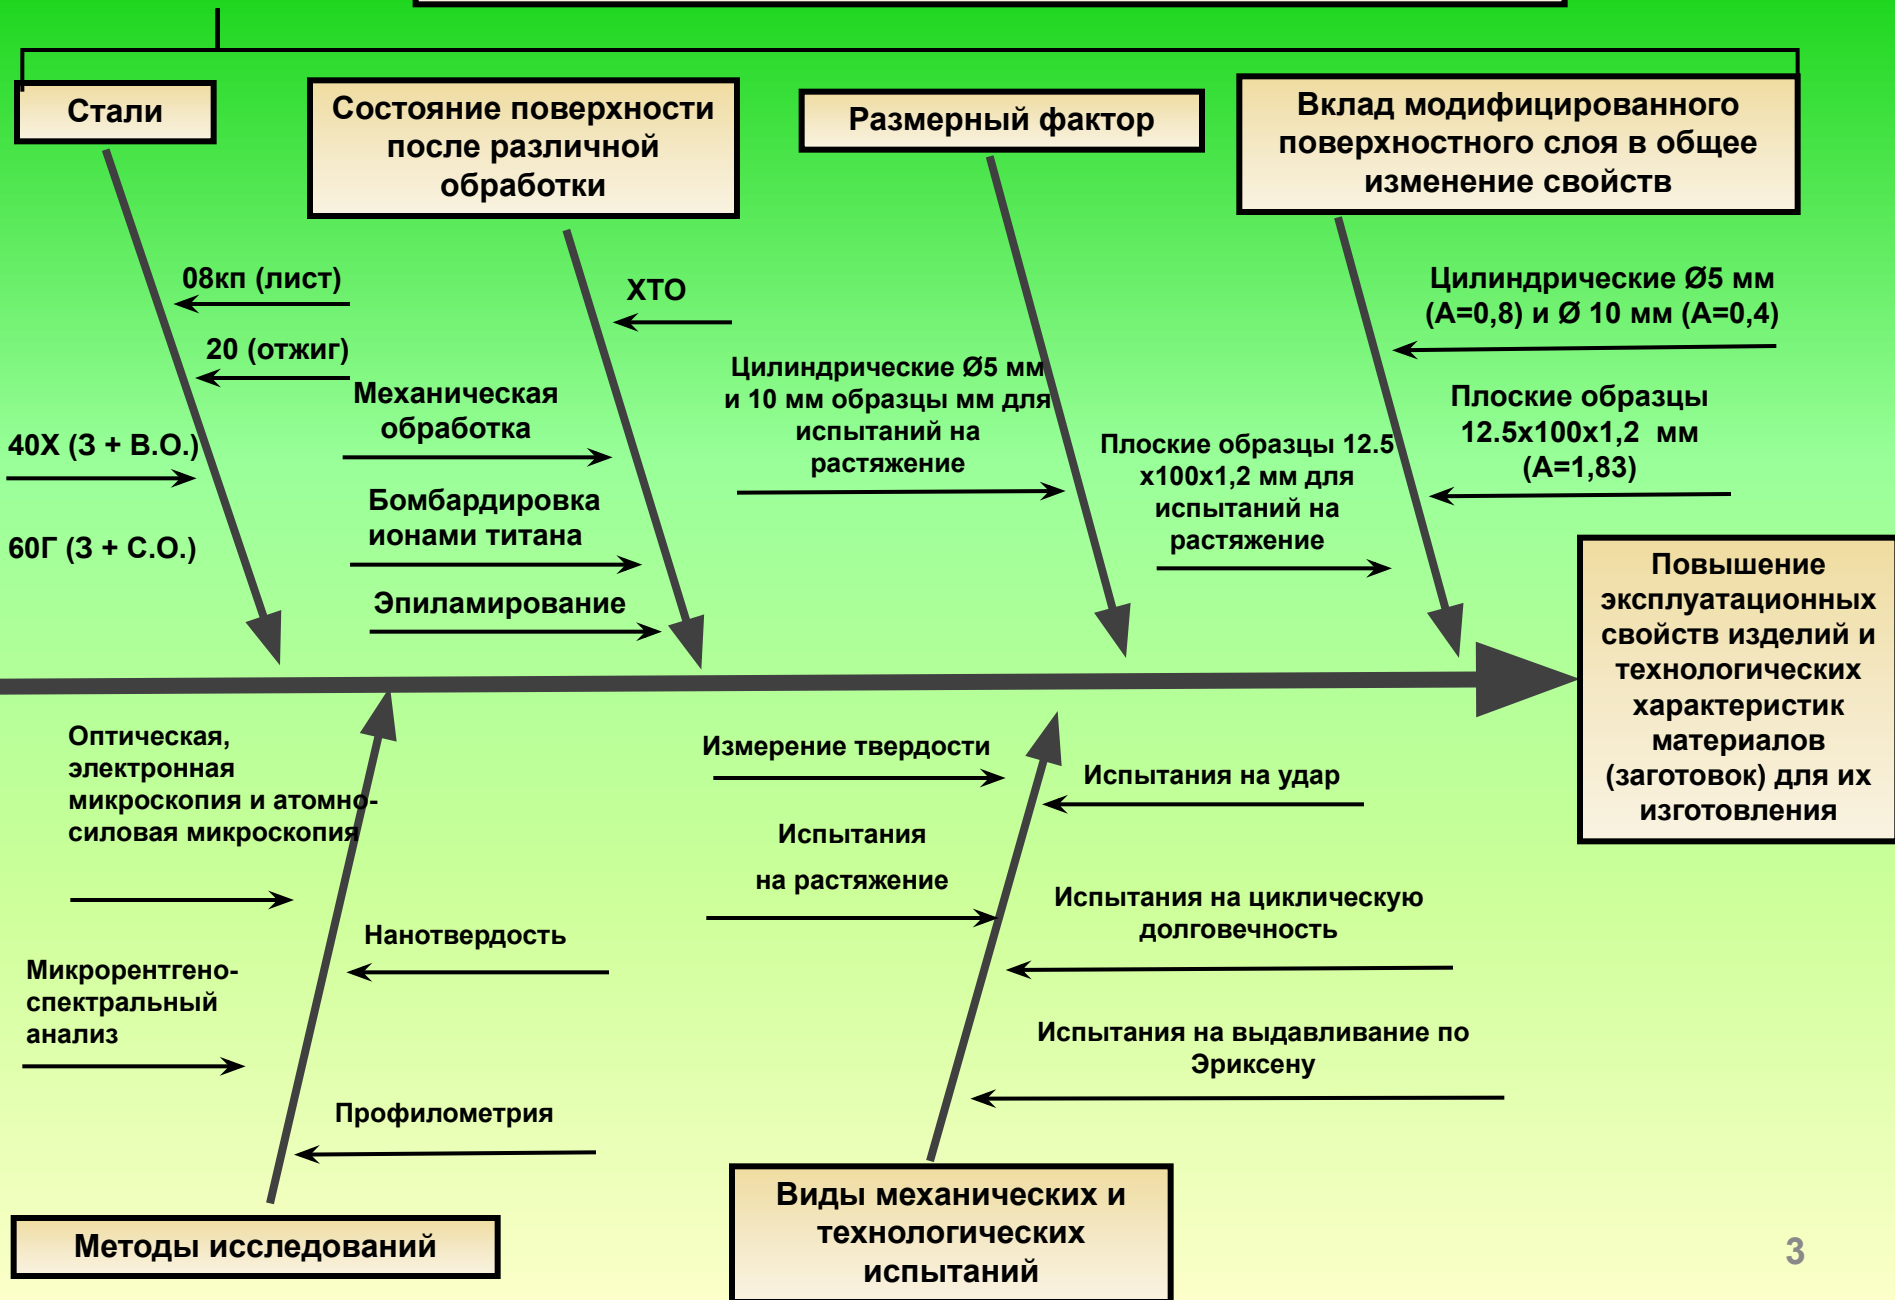 Стали
Состояние поверхности
после различной
обработки
Размерный фактор
Вклад модифицированного
поверхностного слоя в общее
изменение свойств
08кп (лист)
20 (отжиг)
40Х (З + В.О.)
60Г (З + С.О.)
ХТО
Механическая
обработка
Бомбардировка
ионами титана
Эпиламирование
Цилиндрические Ø5 мм
и 10 мм образцы мм для
испытаний на
растяжение
Плоские образцы 12.5
х100х1,2 мм для
испытаний на
растяжение
Цилиндрические Ø5 мм
(А=0,8) и Ø 10 мм (А=0,4)
Плоские образцы
12.5х100х1,2 мм
(А=1,83)
Повышение
эксплуатационных
свойств изделий и
технологических
характеристик
материалов
(заготовок) для их
изготовления
Оптическая,
электронная
микроскопия и атомно-
силовая микроскопия
Микрорентгено-
спектральный
анализ
Нанотвердость
Профилометрия
Методы исследований
Измерение твердости
Испытания
на растяжение
Испытания на удар
Испытания на циклическую
долговечность
Испытания на выдавливание по
Эриксену
Виды механических и
технологических
испытаний
3